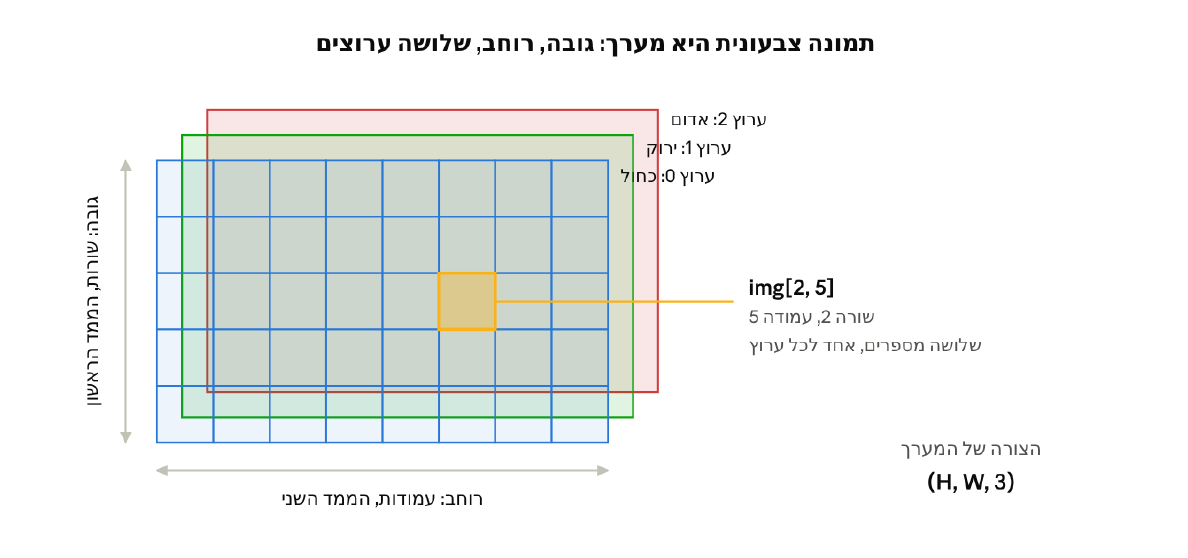 תמונה צבעונית היא מערך: גובה, רוחב, שלושה ערוצים
ערוץ 2: אדום
ערוץ 1: ירוק
ערוץ 0: כחול
גובה: שורות, הממד הראשון
img[2, 5]
שורה 2, עמודה 5
שלושה מספרים, אחד לכל ערוץ
הצורה של המערך
(H, W, 3)
רוחב: עמודות, הממד השני